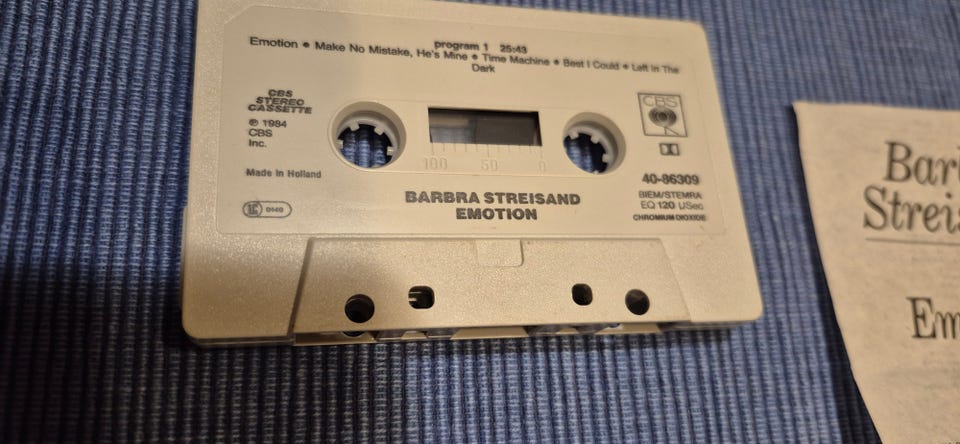 program 1 25:43
Emotion • Make No Mistake, He's Mine • Time Machine • Best I Could • Left In The
Dark
CBS
STEREO
CASSETTE
℗ 1984
CBS
Inc.
Made in Holland
100 50 0
CBS
40-86309
BIEM/STEMRA
EQ 120 USec
CHROMIUM DIOXIDE
BARBRA STREISAND
EMOTION
Bar
Streis
Em